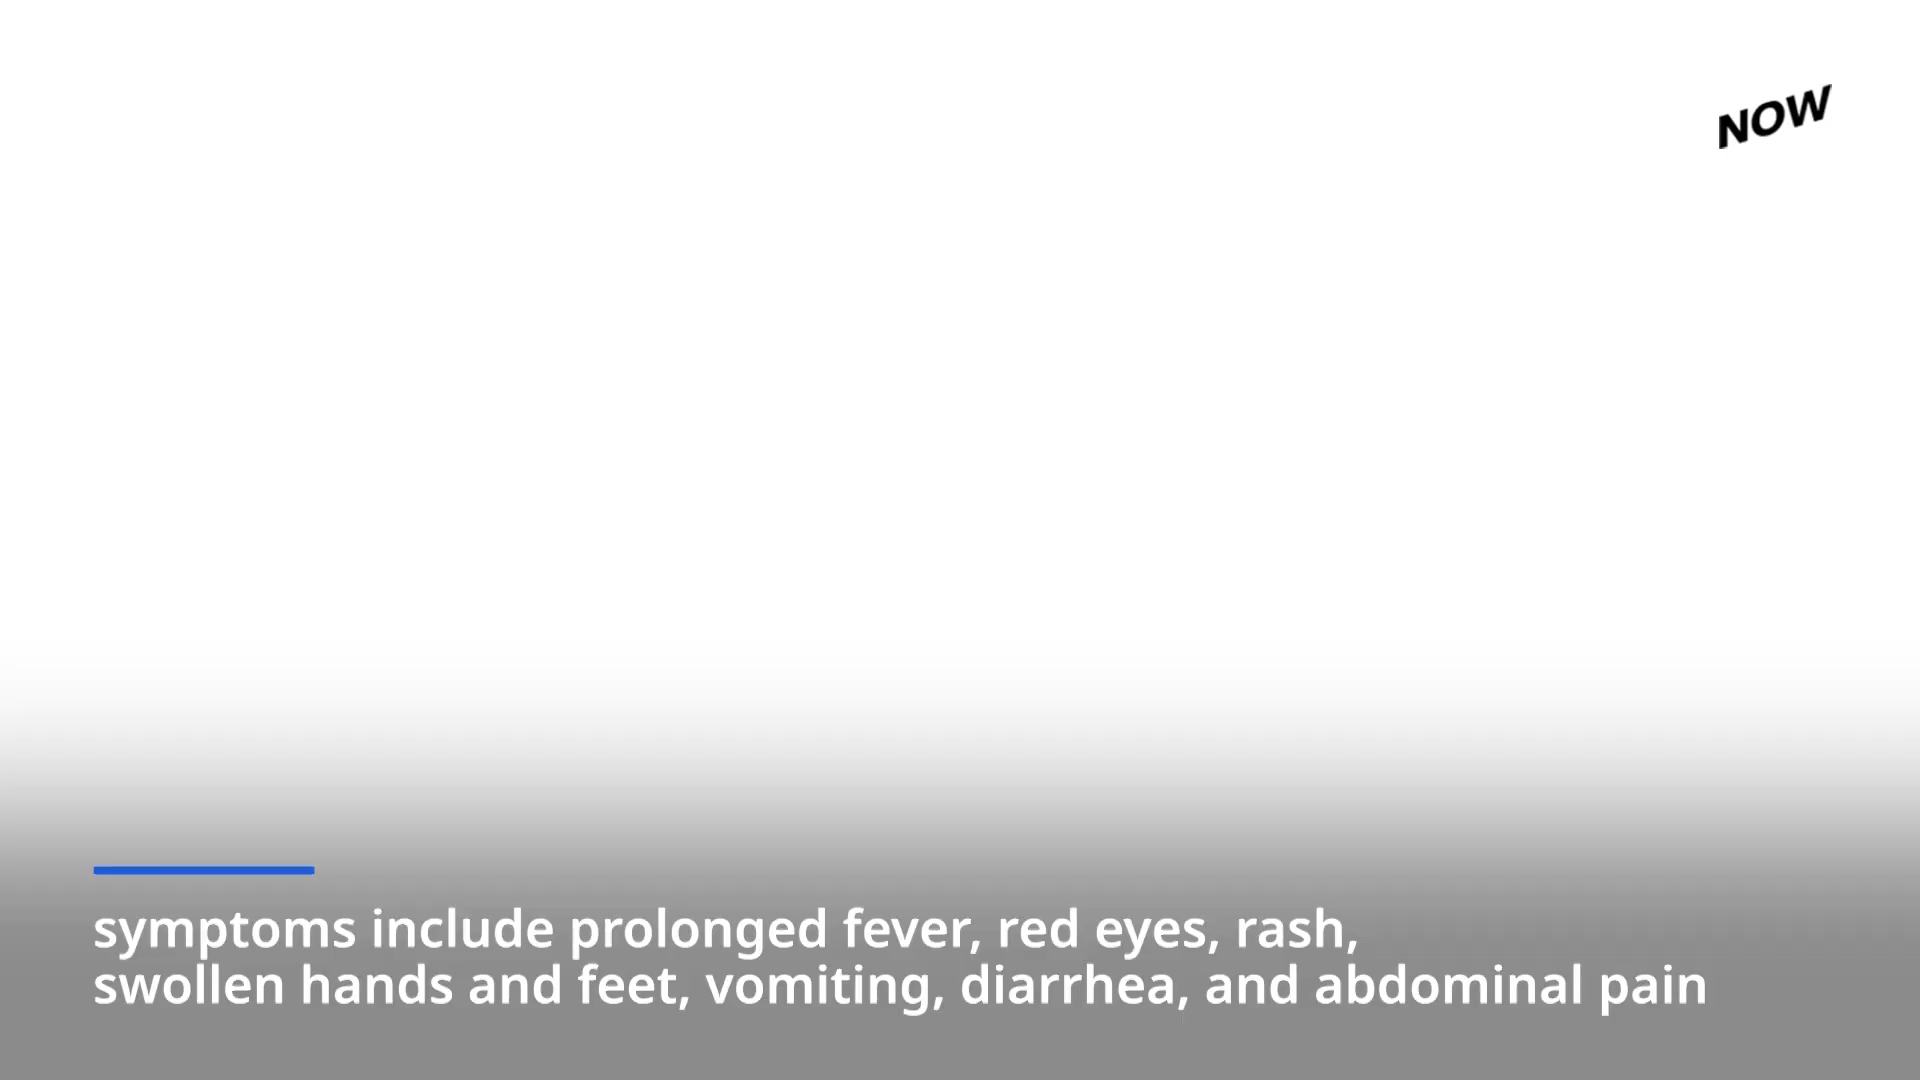 NOW
symptoms include prolonged fever, red eyes, rash,
swollen hands and feet, vomiting, diarrhea, and abdominal pain